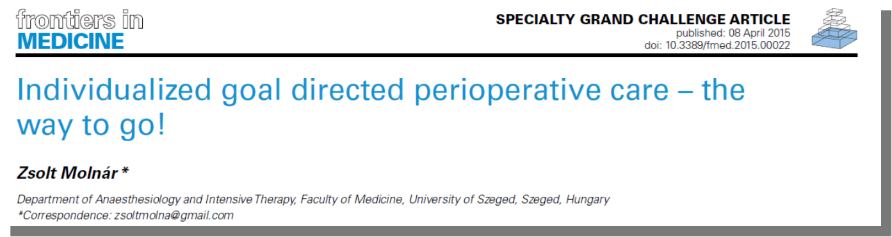 frontiers in
MEDICINE
SPECIALTY GRAND CHALLENGE ARTICLE
published: 08 April 2015
doi: 10.3389/fmed.2015.00022
Individualized goal directed perioperative care – the
way to go!
Zsolt Molnár*
Department of Anaesthesiology and Intensive Therapy, Faculty of Medicine, University of Szeged, Szeged, Hungary
*Correspondence: zsoltmolna@gmail.com